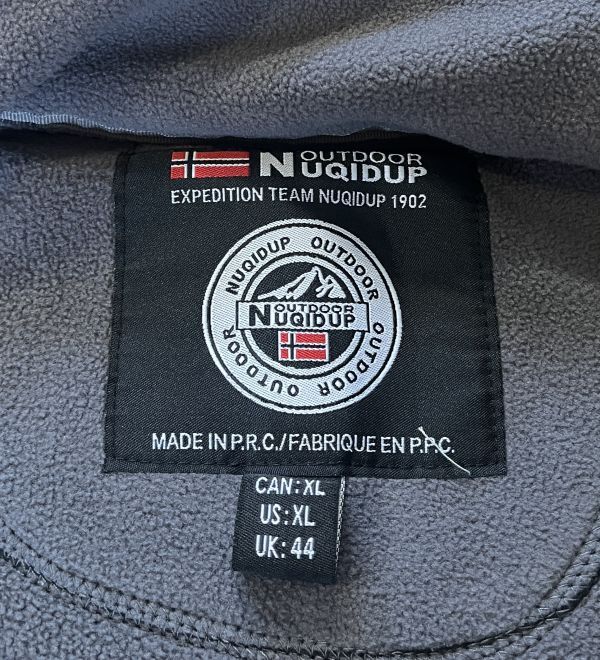 OUTDOOR
NUQIDUP
EXPEDITION TEAM NUQIDUP 1902
NUQIDUP OUTDOOR
OUTDOOR
NUQIDUP
OUTDOOR OUTDOOR
MADE IN P.R.C./FABRIQUE EN P.P.C.
CAN: XL
US: XL
UK: 44